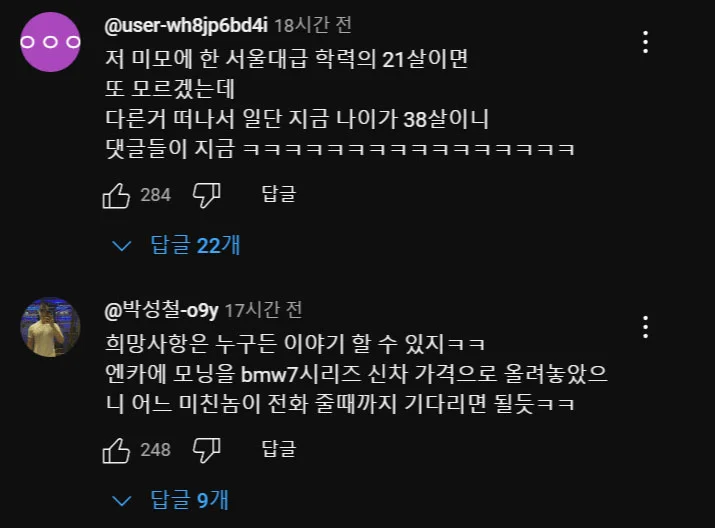 @user-wh8jp6bd4i 18시간 전
저 미모에 한 서울대급 학력의 21살이면
또 모르겠는데
다른거 떠나서 일단 지금 나이가 38살이니
댓글들이 지금 ㅋㅋㅋㅋㅋㅋㅋㅋㅋㅋㅋㅋㅋㅋㅋㅋ
284 답글
답글 22개
@박성철-o9y 17시간 전
희망사항은 누구든 이야기 할 수 있지ㅋㅋ
엔카에 모닝을 bmw7시리즈 신차 가격으로 올려놓았으
니 어느 미친놈이 전화 줄때까지 기다리면 될듯ㅋㅋ
248 답글
답글 9개